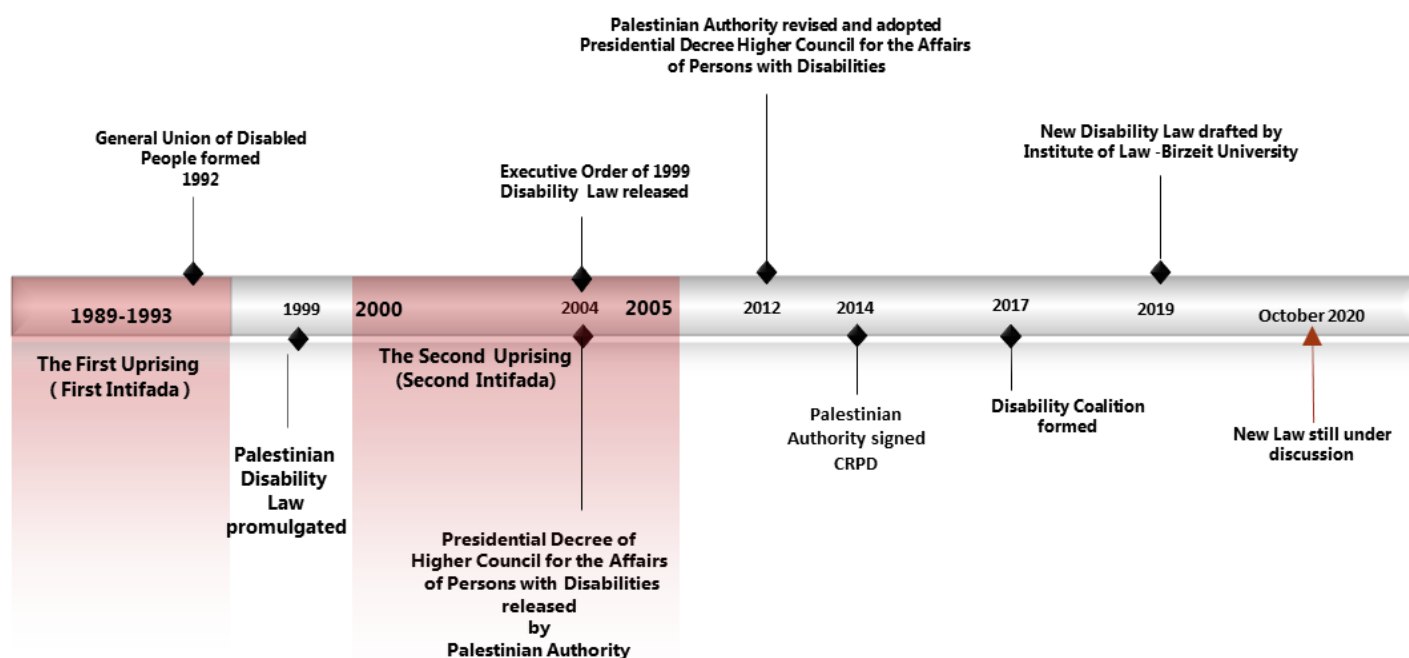 Palestinian Authority revised and adopted
Presidential Decree Higher Council for the Affairs
of Persons with Disabilities
General Union of Disabled
People formed
1992
Executive Order of 1999
Disability Law released
New Disability Law drafted by
Institute of Law -Birzeit University
1989-1993
1999
2000
2004
2005
2012
2014
2017
2019
October 2020
The First Uprising
( First Intifada )
The Second Uprising
(Second Intifada)
Palestinian
Disability
Law
promulgated
Presidential Decree of
Higher Council for the Affairs
of Persons with Disabilities
released
by
Palestinian Authority
Palestinian
Authority signed
CRPD
Disability Coalition
formed
New Law still under
discussion